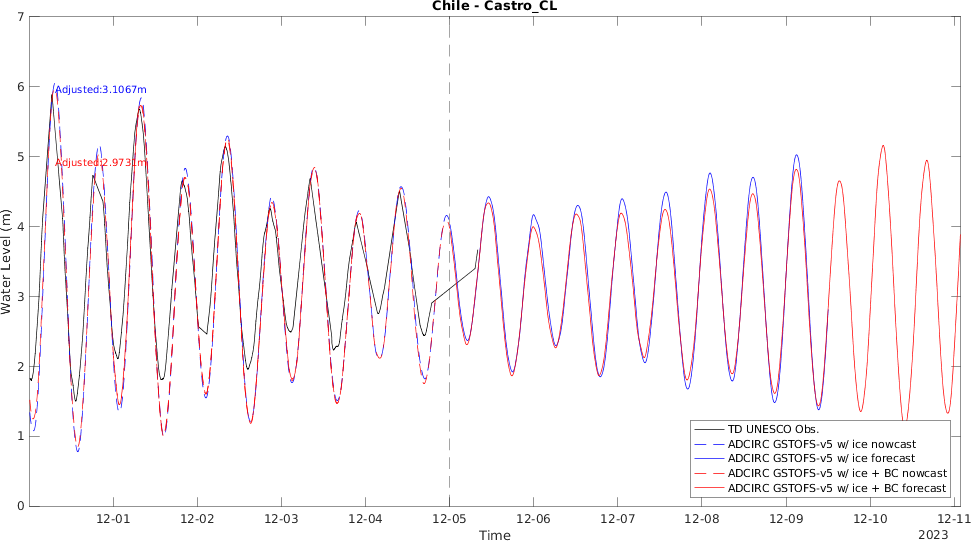 Chile - Castro_CL
Water Level (m)
7
6
5
4
3
2
1
0
Adjusted:3.1067m
Adjusted:2.9731m
TD UNESCO Obs.
ADCIRC GSTOFS-v5 w/ ice nowcast
ADCIRC GSTOFS-v5 w/ ice forecast
ADCIRC GSTOFS-v5 w/ ice + BC nowcast
ADCIRC GSTOFS-v5 w/ ice + BC forecast
12-01 12-02 12-03 12-04 12-05 12-06 12-07 12-08 12-09 12-10 12-11
Time
2023